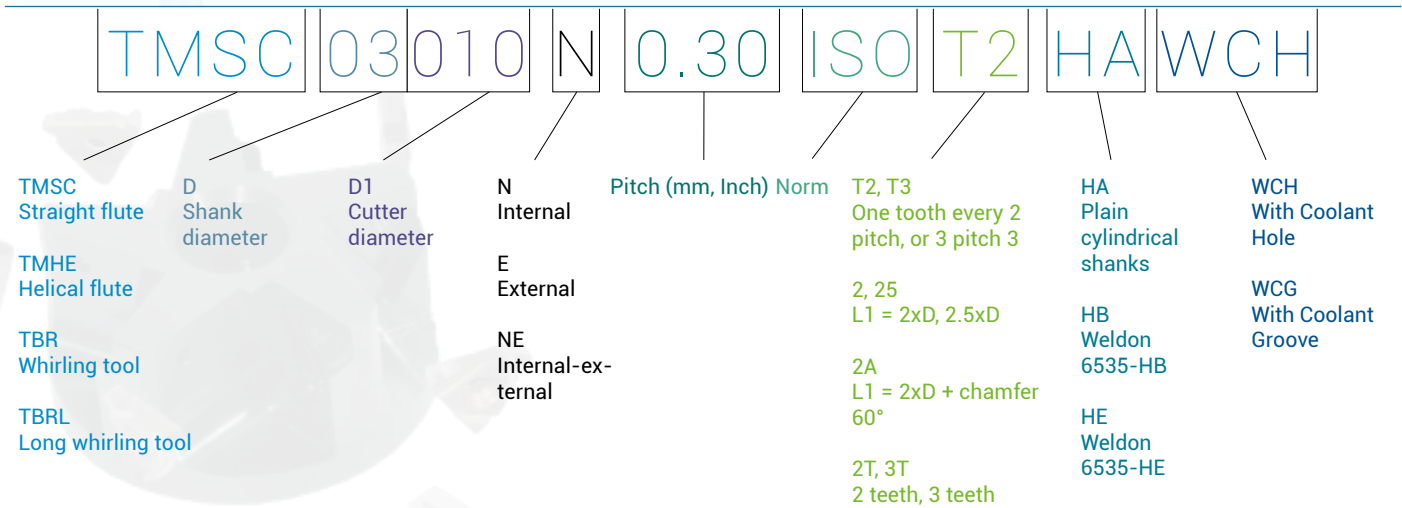 TMSC 03 010 N 0.30 ISO T2 HA WCH
TMSC
Straight flute
TMHE
Helical flute
TBR
Whirling tool
TBRL
Long whirling tool
D
Shank
diameter
D1
Cutter
diameter
N
Internal
E
External
NE
Internal-ex-
ternal
Pitch (mm, Inch)
Norm
T2, T3
One tooth every 2
pitch, or 3 pitch 3
2, 25
L1 = 2xD, 2.5xD
2A
L1 = 2xD + chamfer
60°
2T, 3T
2 teeth, 3 teeth
HA
Plain
cylindrical
shanks
HB
Weldon
6535-HB
HE
Weldon
6535-HE
WCH
With Coolant
Hole
WCG
With Coolant
Groove